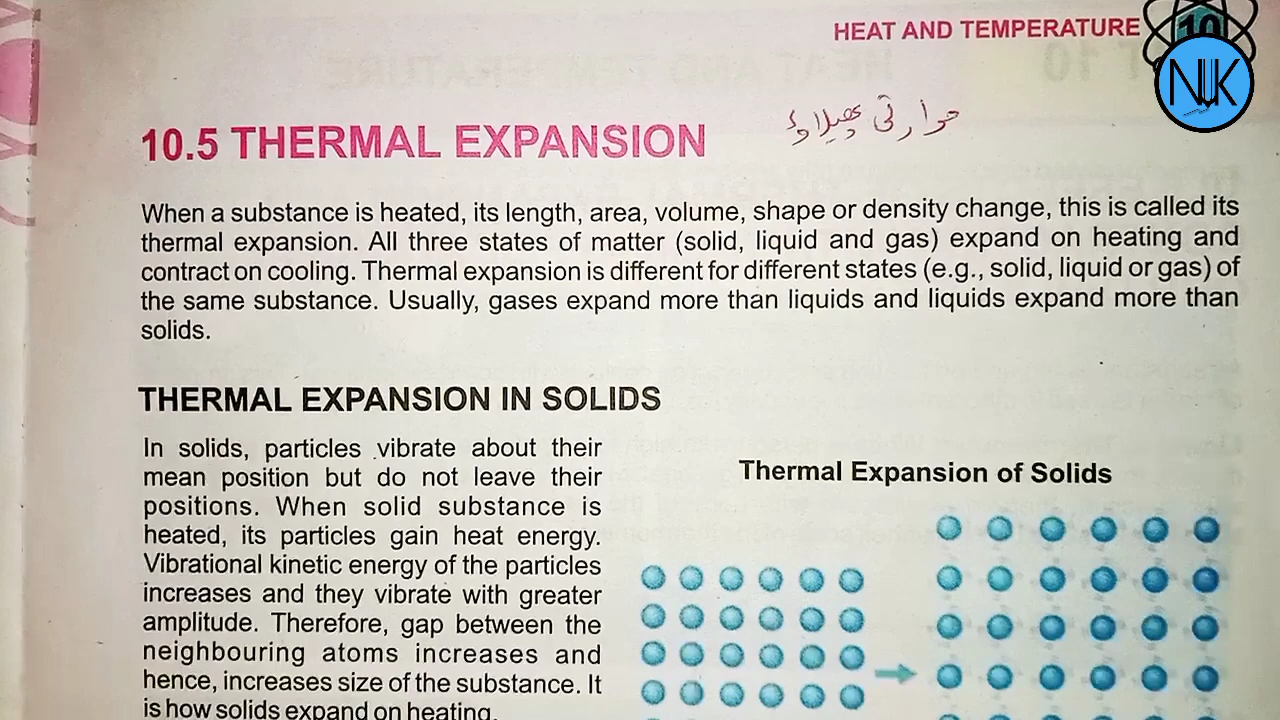 HEAT AND TEMPERATURE
10
NJK
10.5 THERMAL EXPANSION
حرارتی پھیلاؤ
When a substance is heated, its length, area, volume, shape or density change, this is called its
thermal expansion. All three states of matter (solid, liquid and gas) expand on heating and
contract on cooling. Thermal expansion is different for different states (e.g., solid, liquid or gas) of
the same substance. Usually, gases expand more than liquids and liquids expand more than
solids.
THERMAL EXPANSION IN SOLIDS
In solids, particles vibrate about their
mean position but do not leave their
positions. When solid substance is
heated, its particles gain heat energy.
Vibrational kinetic energy of the particles
increases and they vibrate with greater
amplitude. Therefore, gap between the
neighbouring atoms increases and
hence, increases size of the substance. It
is how solids expand on heating.
Thermal Expansion of Solids